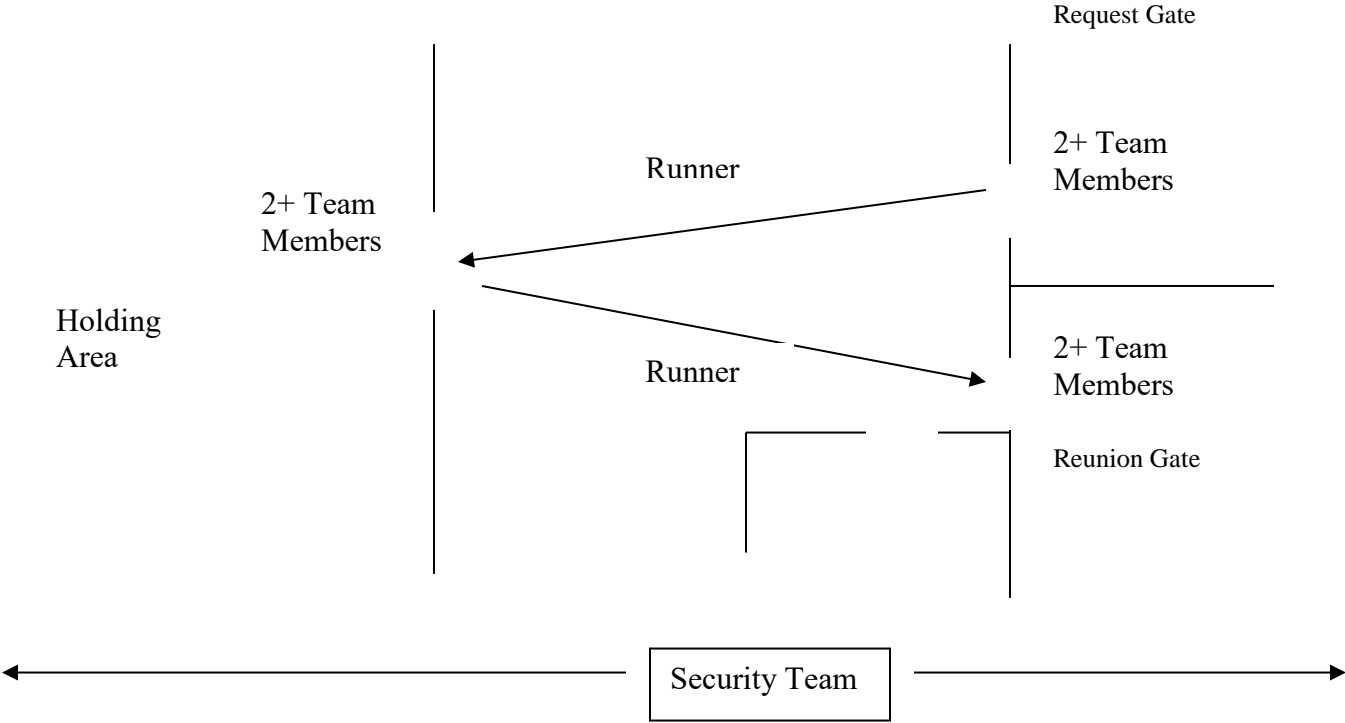 Request Gate
2+ Team
Members
Runner
2+ Team
Members
Holding
Area
2+ Team
Members
Runner
Reunion Gate
Security Team